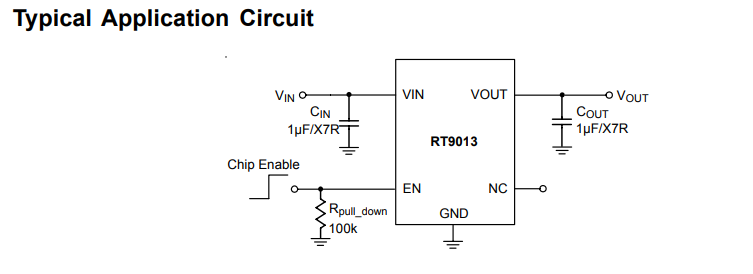 Typical Application Circuit
VIN
VIN
VOUT
VOUT
CIN
1μF/X7R
COUT
1μF/X7R
RT9013
Chip Enable
EN
NC
Rpull_down
100k
GND